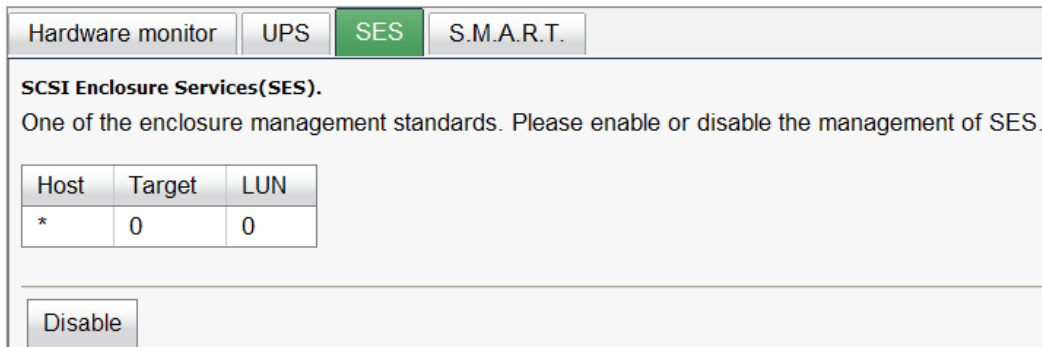 Hardware monitor UPS SES S.M.A.R.T.
SCSI Enclosure Services(SES).
One of the enclosure management standards. Please enable or disable the management of SES.
Host Target LUN
* 0 0
Disable